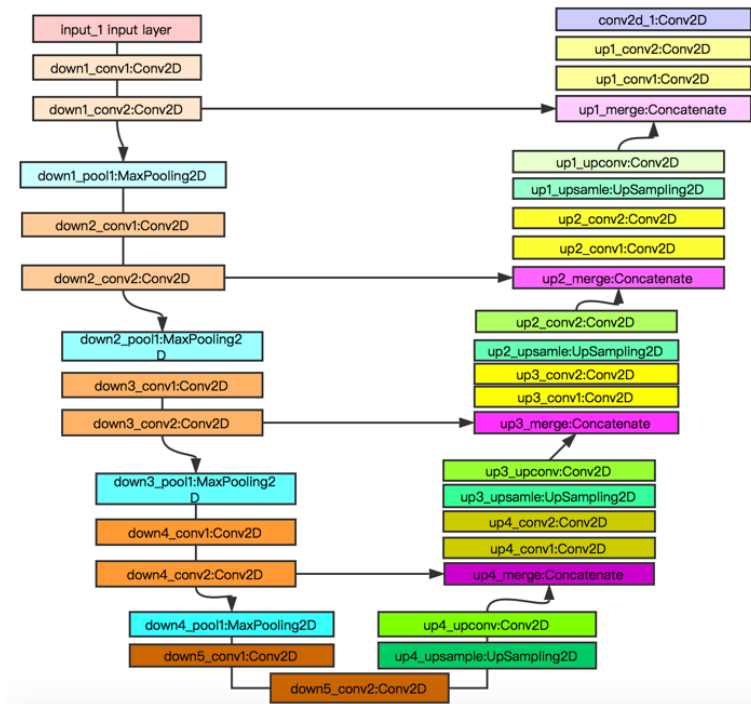 input_1 input layer
down1_conv1:Conv2D
down1_conv2:Conv2D
down1_pool1:MaxPooling2D
down2_conv1:Conv2D
down2_conv2:Conv2D
down2_pool1:MaxPooling2
D
down3_conv1:Conv2D
down3_conv2:Conv2D
down3_pool1:MaxPooling2
D
down4_conv1:Conv2D
down4_conv2:Conv2D
down4_pool1:MaxPooling2D
down5_conv1:Conv2D
down5_conv2:Conv2D
conv2d_1:Conv2D
up1_conv2:Conv2D
up1_conv1:Conv2D
up1_merge:Concatenate
up1_upconv:Conv2D
up1_upsamle:UpSampling2D
up2_conv2:Conv2D
up2_conv1:Conv2D
up2_merge:Concatenate
up2_conv2:Conv2D
up2_upsamle:UpSampling2D
up3_conv2:Conv2D
up3_conv1:Conv2D
up3_merge:Concatenate
up3_upconv:Conv2D
up3_upsamle:UpSampling2D
up4_conv2:Conv2D
up4_conv1:Conv2D
up4_merge:Concatenate
up4_upconv:Conv2D
up4_upsample:UpSampling2D